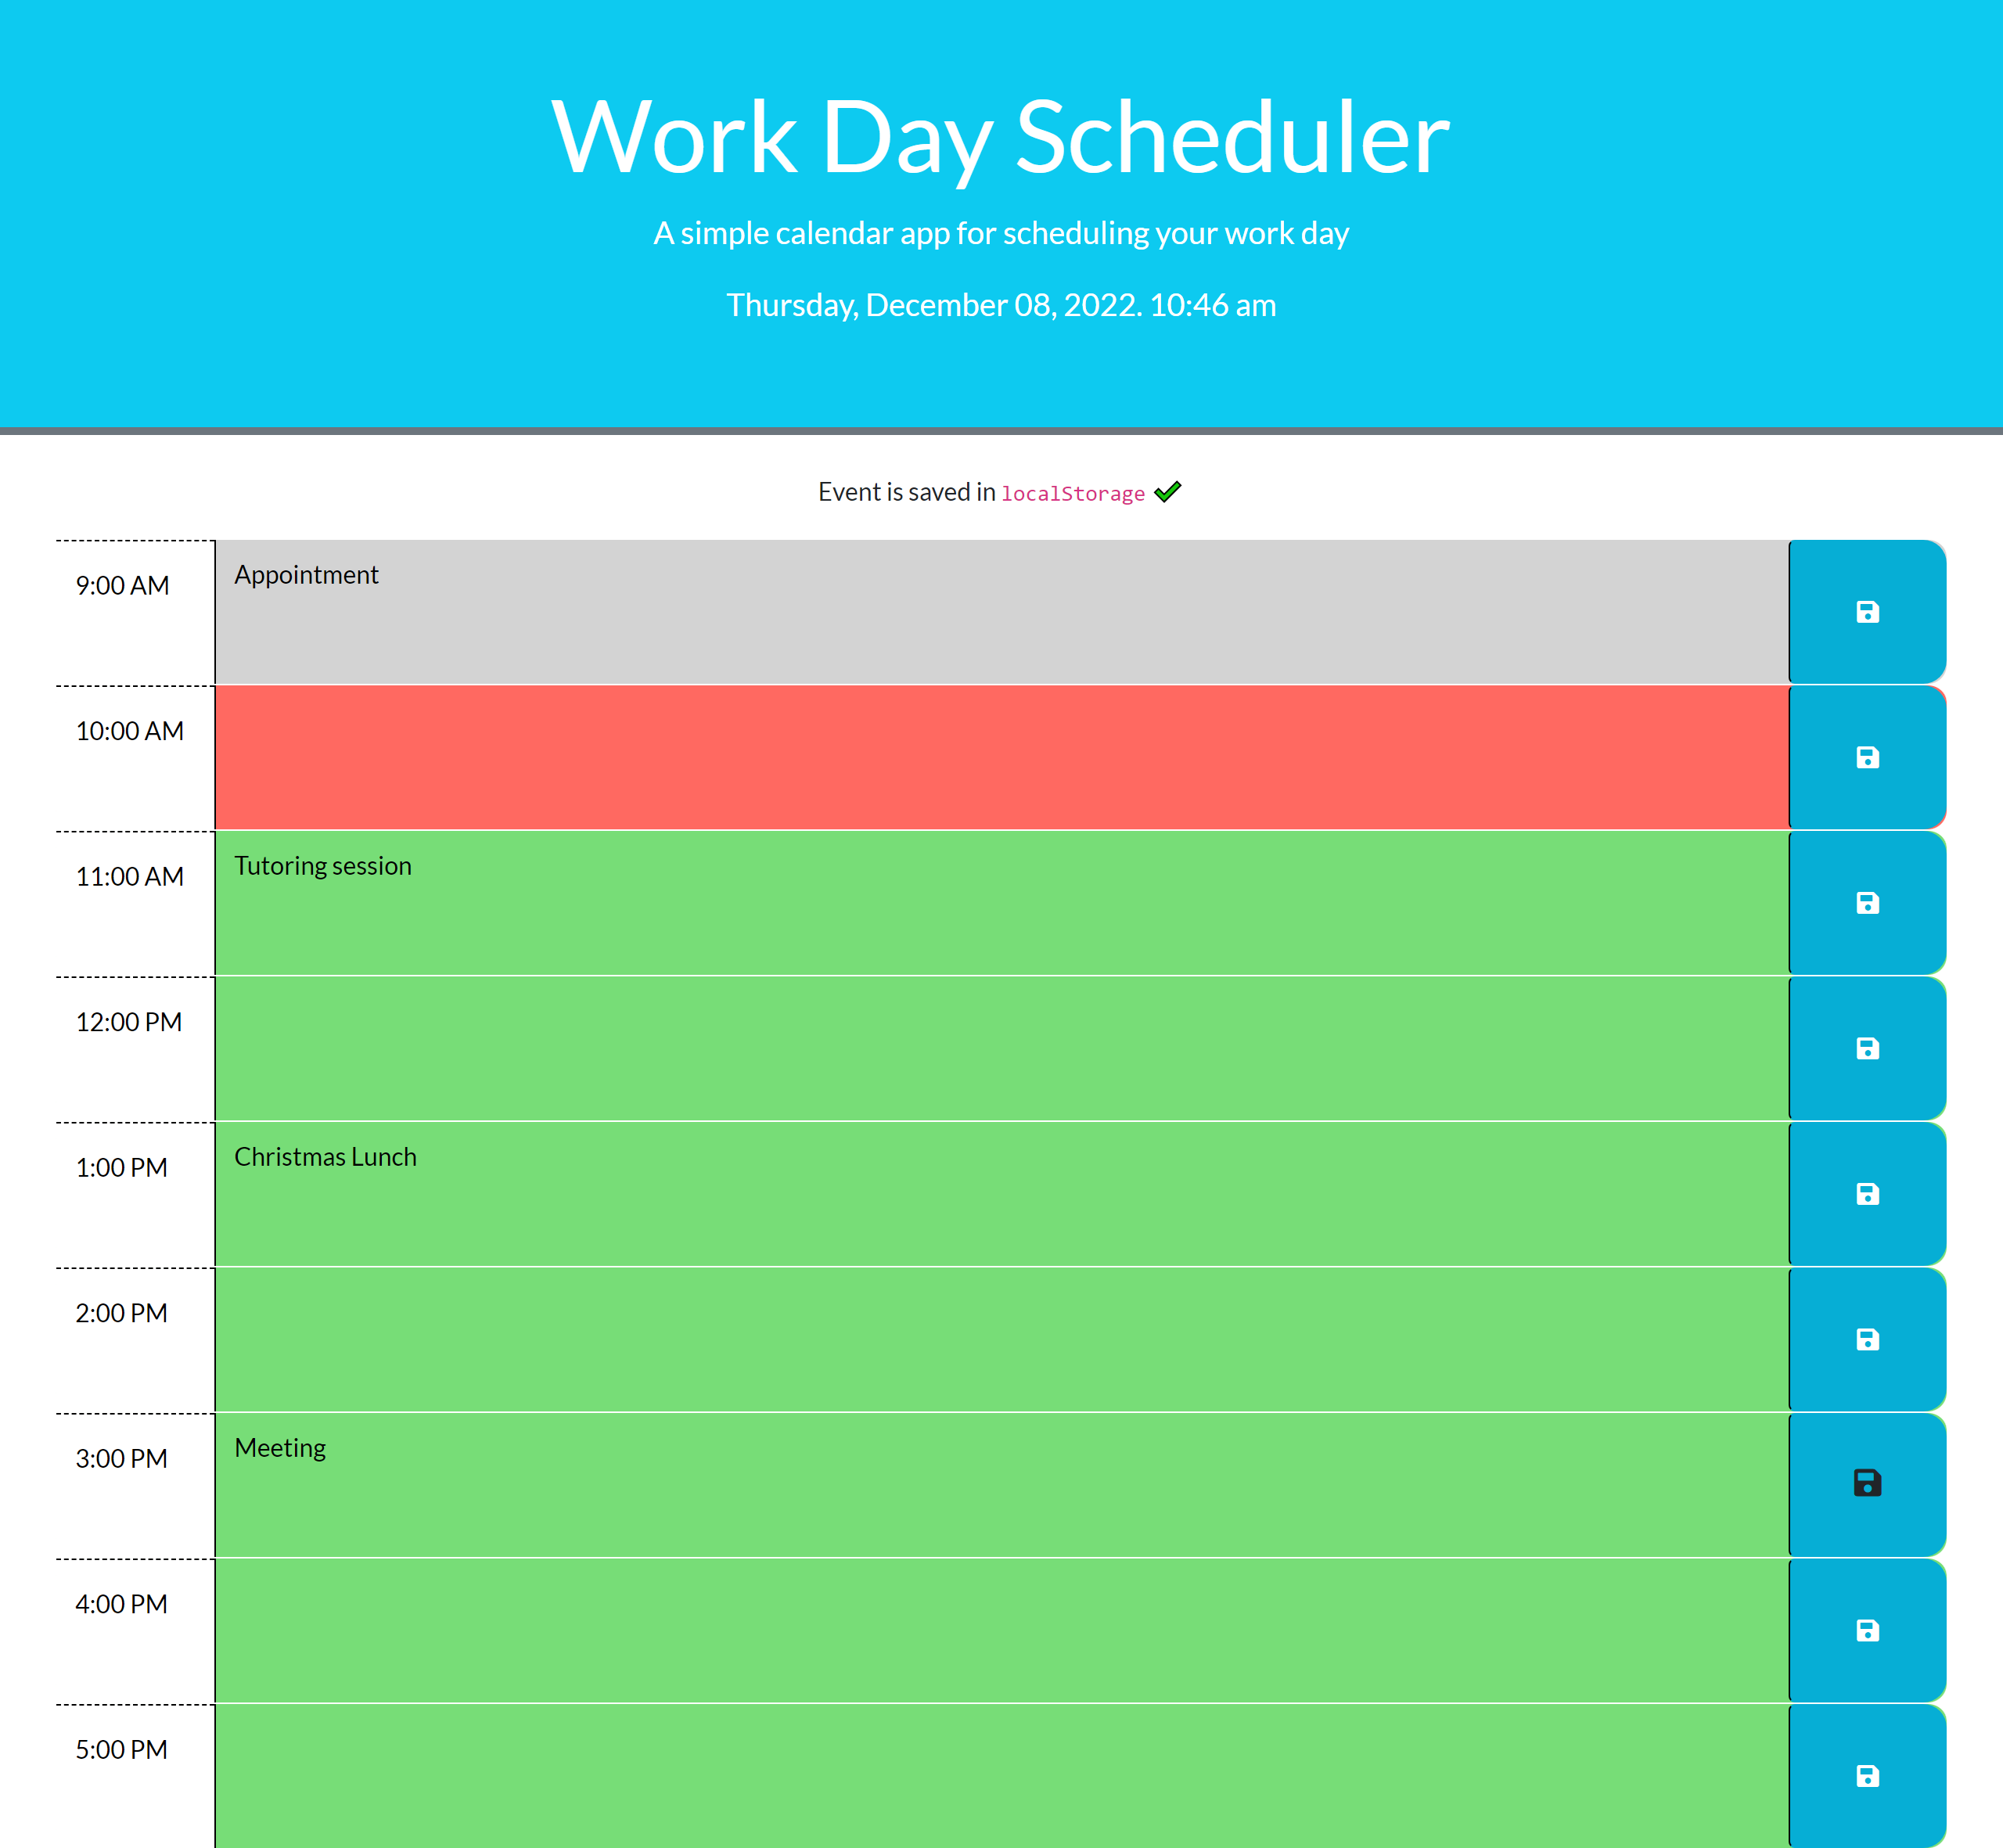 Work Day Scheduler
A simple calendar app for scheduling your work day
Thursday, December 08, 2022. 10:46 am
Event is saved in localStorage
9:00 AM
Appointment
10:00 AM
11:00 AM
Tutoring session
12:00 PM
1:00 PM
Christmas Lunch
2:00 PM
3:00 PM
Meeting
4:00 PM
5:00 PM